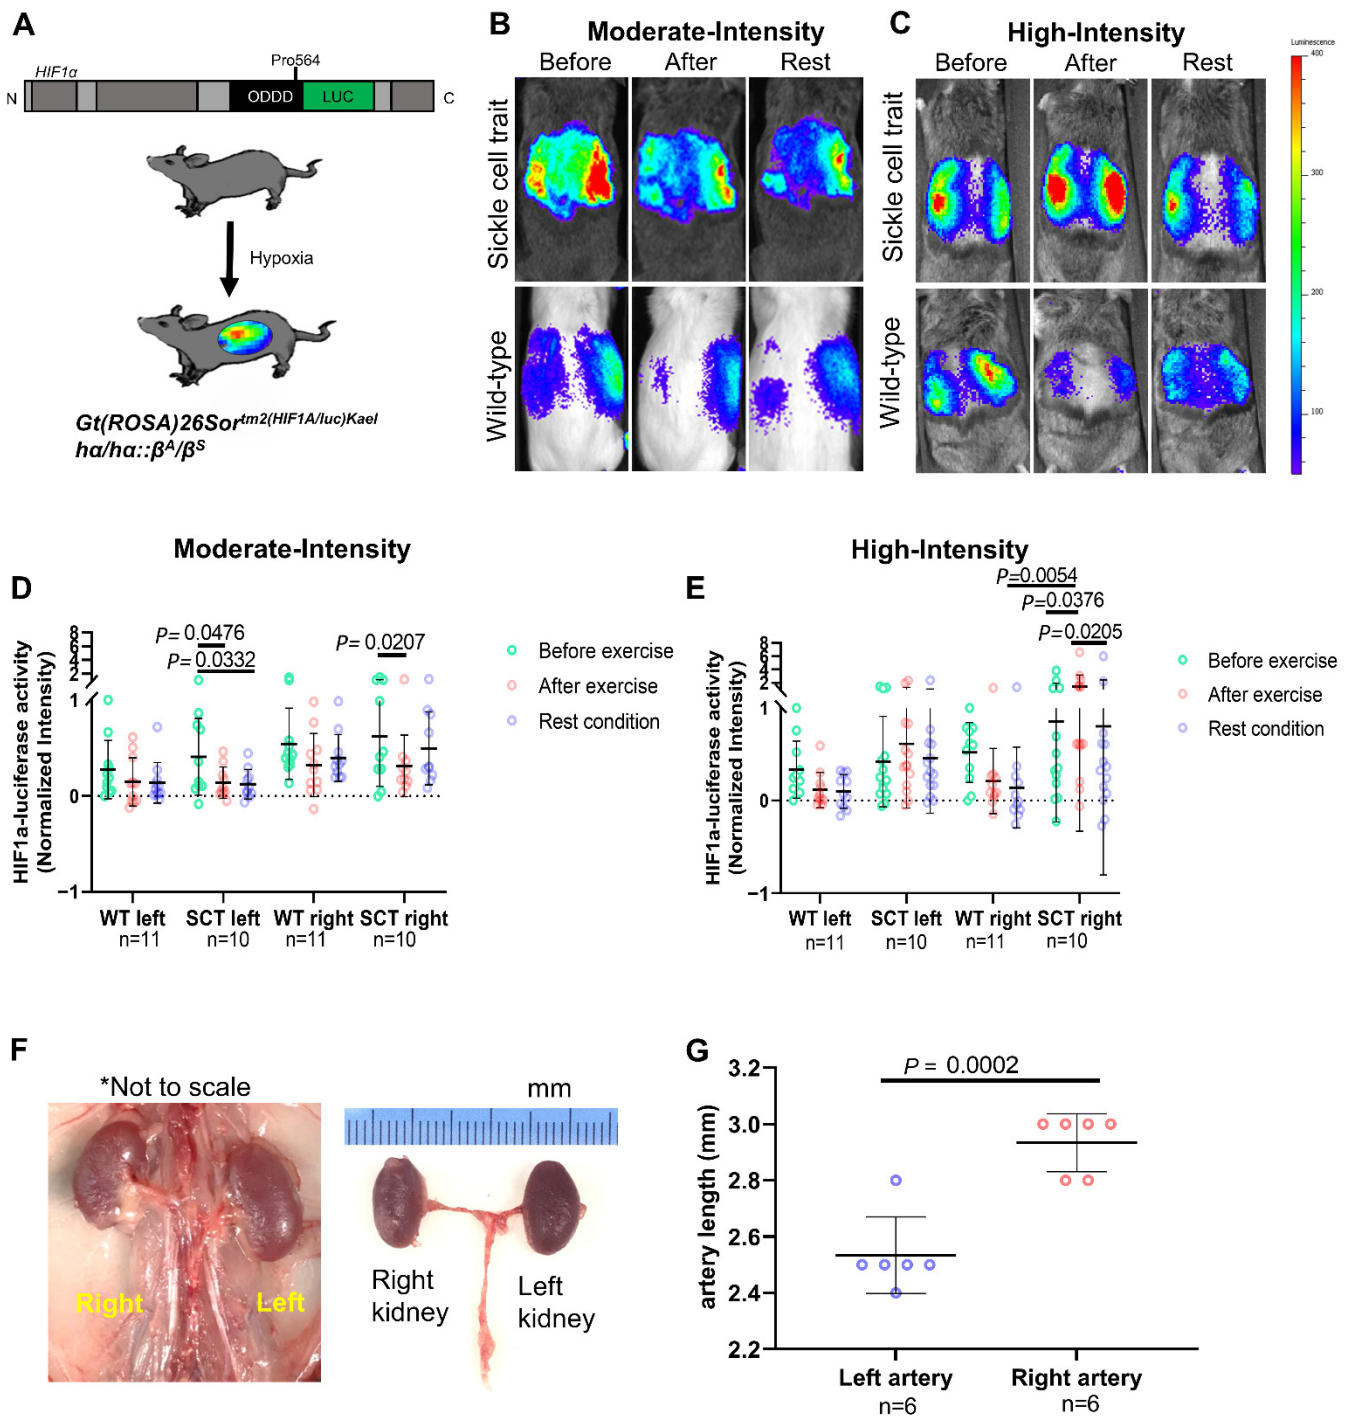 A
HIF1α
Pro564
N
ODDD
LUC
C
Hypoxia
Gt(ROSA)26Sor^tm2(HIF1A/luc)Kael
hα/hα::β^A/β^S
B
Moderate-Intensity
Before
After
Rest
Sickle cell trait
Wild-type
C
High-Intensity
Before
After
Rest
Sickle cell trait
Wild-type
Luminescence
400
300
200
100
D
Moderate-Intensity
HIF1a-luciferase activity
(Normalized Intensity)
8
6
4
2
1
0
−1
P= 0.0476
P= 0.0332
P= 0.0207
Before exercise
After exercise
Rest condition
WT left
n=11
SCT left
n=10
WT right
n=11
SCT right
n=10
E
High-Intensity
HIF1a-luciferase activity
(Normalized Intensity)
8
6
4
2
1
0
−1
P=0.0054
P=0.0376
P=0.0205
Before exercise
After exercise
Rest condition
WT left
n=11
SCT left
n=10
WT right
n=11
SCT right
n=10
F
*Not to scale
Right
Left
mm
Right
kidney
Left
kidney
G
P = 0.0002
artery length (mm)
3.2
3.0
2.8
2.6
2.4
2.2
Left artery
n=6
Right artery
n=6